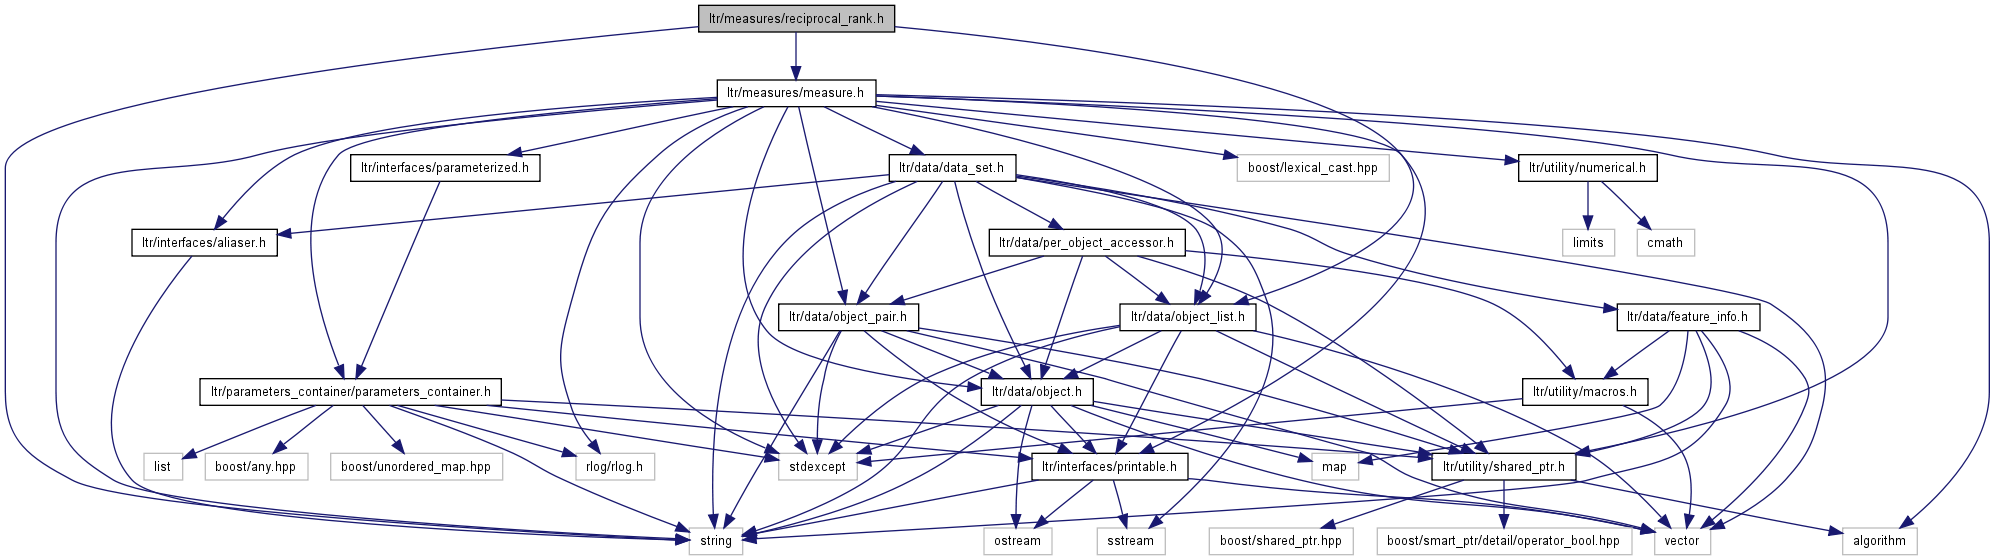 ltr/measures/reciprocal_rank.h
ltr/measures/measure.h
ltr/interfaces/parameterized.h
ltr/data/data_set.h
boost/lexical_cast.hpp
ltr/utility/numerical.h
ltr/interfaces/aliaser.h
ltr/data/per_object_accessor.h
limits
cmath
ltr/data/object_pair.h
ltr/data/object_list.h
ltr/data/feature_info.h
ltr/parameters_container/parameters_container.h
ltr/data/object.h
ltr/utility/macros.h
list
boost/any.hpp
boost/unordered_map.hpp
rlog/rlog.h
stdexcept
ltr/interfaces/printable.h
map
ltr/utility/shared_ptr.h
string
ostream
sstream
boost/shared_ptr.hpp
boost/smart_ptr/detail/operator_bool.hpp
vector
algorithm